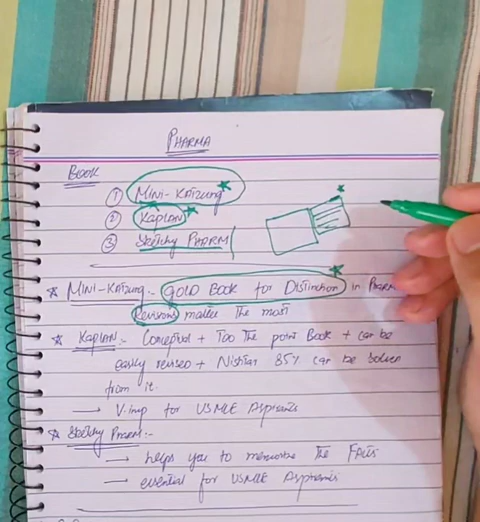 PHARMA
BOOK
① MINI-KATZUNG *
② KAPLAN *
③ SKETCHY PHARM
* MINI-KATZUNG:- GOLD BOOK for Distinction in Pharm
Revisions matter the most
* KAPLAN:- Conceptual + Too The point Book + can be
easily revised + Nishtar 85% can be solved
from it.
→ V.imp for USMLE Aspirants
* Sketchy Pharm:-
→ helps you to memorise the FACTS
→ essential for USMLE Aspirants